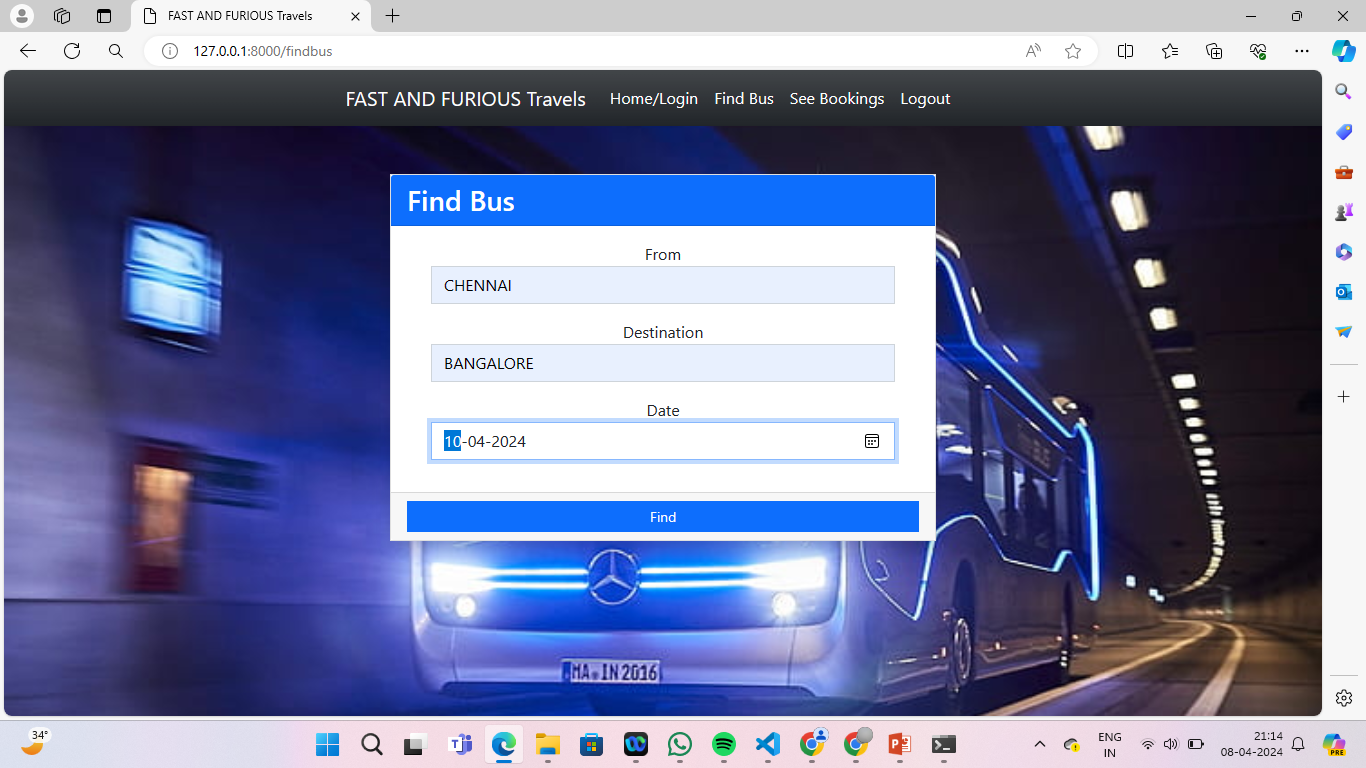 FAST AND FURIOUS Travels
127.0.0.1:8000/findbus
FAST AND FURIOUS Travels Home/Login Find Bus See Bookings Logout
Find Bus
From
CHENNAI
Destination
BANGALORE
Date
10-04-2024
Find
BUS
MA IN 2016
34°
ENG
IN
21:14
08-04-2024
PRE